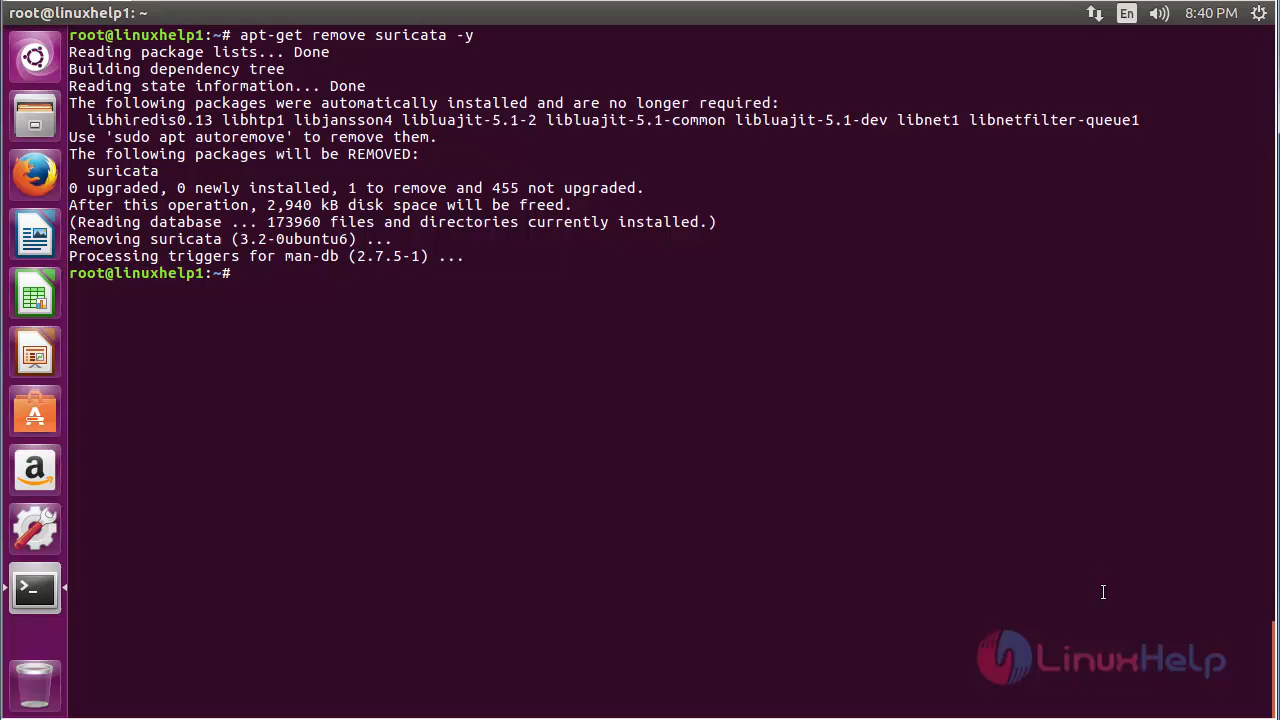 root@linuxhelp1: ~
En
8:40 PM
root@linuxhelp1:~# apt-get remove suricata -y
Reading package lists... Done
Building dependency tree
Reading state information... Done
The following packages were automatically installed and are no longer required:
  libhiredis0.13 libhtp1 libjansson4 libluajit-5.1-2 libluajit-5.1-common libluajit-5.1-dev libnet1 libnetfilter-queue1
Use 'sudo apt autoremove' to remove them.
The following packages will be REMOVED:
  suricata
0 upgraded, 0 newly installed, 1 to remove and 455 not upgraded.
After this operation, 2,940 kB disk space will be freed.
(Reading database ... 173960 files and directories currently installed.)
Removing suricata (3.2-0ubuntu6) ...
Processing triggers for man-db (2.7.5-1) ...
root@linuxhelp1:~#
LinuxHelp